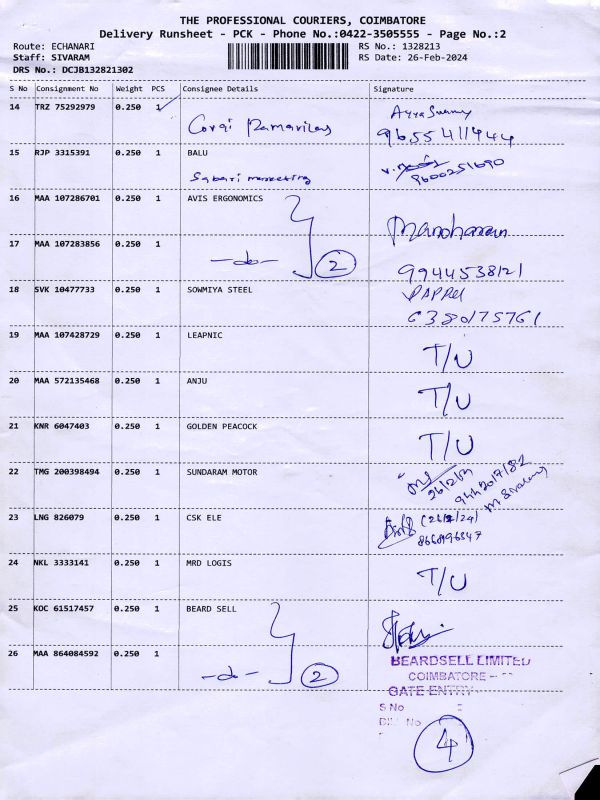 THE PROFESSIONAL COURIERS, COIMBATORE
Delivery Runsheet - PCK - Phone No.:0422-3505555 - Page No.:2
Route: ECHANARI
Staff: SIVARAM
DRS No.: DCJB132821302
RS No.: 1328213
RS Date: 26-Feb-2024
S No Consignment No Weight PCS Consignee Details Signature
14 TRZ 75292979 0.250 1
9655411444
15 RJP 3315391 0.250 1 BALU
Sabari marketing 9600251690
16 MAA 107286701 0.250 1 AVIS ERGONOMICS
Manoharan
17 MAA 107283856 0.250 1
-do- 2 9944538121
18 SVK 10477733 0.250 1 SOWMIYA STEEL
6380175761
19 MAA 107428729 0.250 1 LEAPNIC T/U
20 MAA 572135468 0.250 1 ANJU T/U
21 KNR 6047403 0.250 1 GOLDEN PEACOCK T/U
22 TMG 200398494 0.250 1 SUNDARAM MOTOR
23 LNG 826079 0.250 1 CSK ELE
24 NKL 3333141 0.250 1 MRD LOGIS T/U
25 KOC 61517457 0.250 1 BEARD SELL
26 MAA 864084592 0.250 1
-do- 2
BEARDSELL LIMITED
COIMBATORE -
GATE ENTRY
S No
4